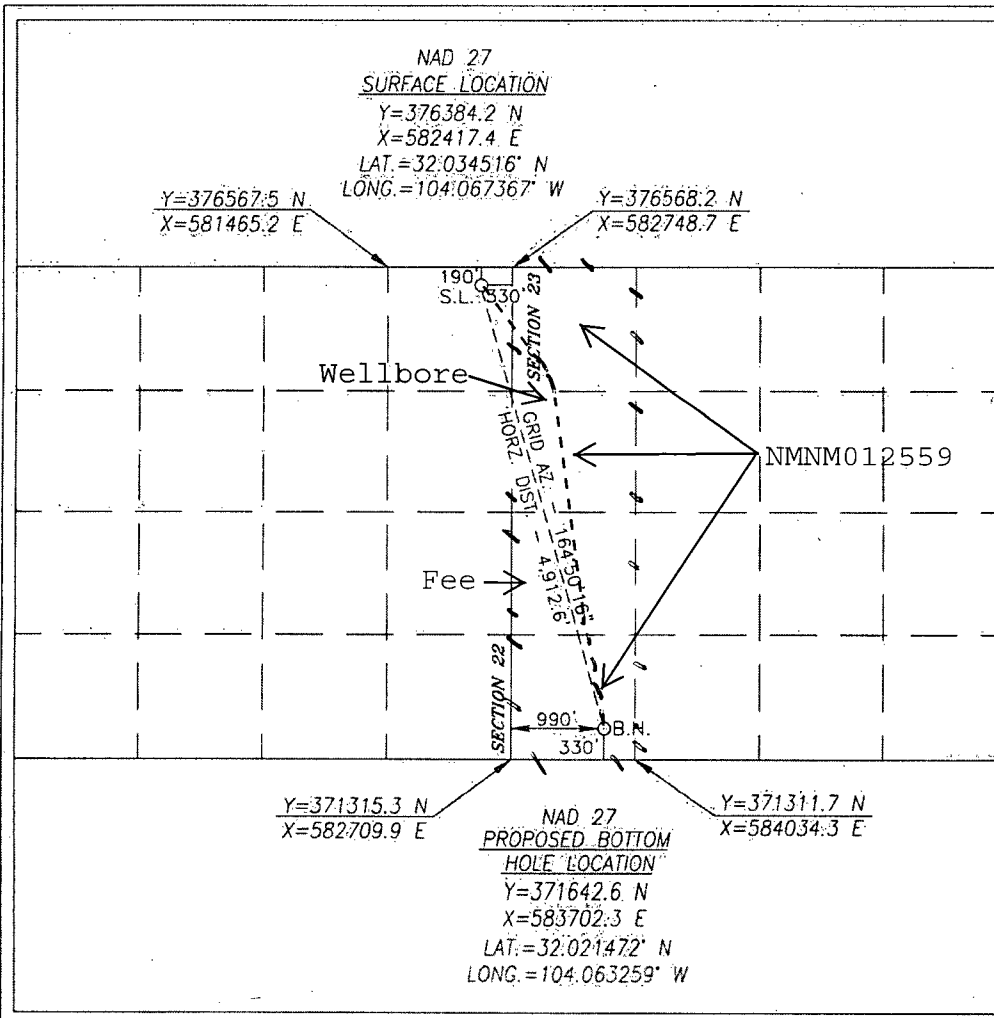 NAD 27
SURFACE LOCATION
Y=376384.2 N
X=582417.4 E
LAT.=32.034516° N
LONG.=104.067367° W
Y=376567.5 N
X=581465.2 E
Y=376568.2 N
X=582748.7 E
190'
S.L.
330'
SECTION 23
Wellbore
GRID AZ. - 164°50'16"
HORZ. DIST. - 4,912.6'
NMNM012559
Fee
SECTION 22
990'
B.H.
330'
Y=371315.3 N
X=582709.9 E
Y=371311.7 N
X=584034.3 E
NAD 27
PROPOSED BOTTOM
HOLE LOCATION
Y=371642.6 N
X=583702.3 E
LAT.=32.021472° N
LONG.=104.063259° W